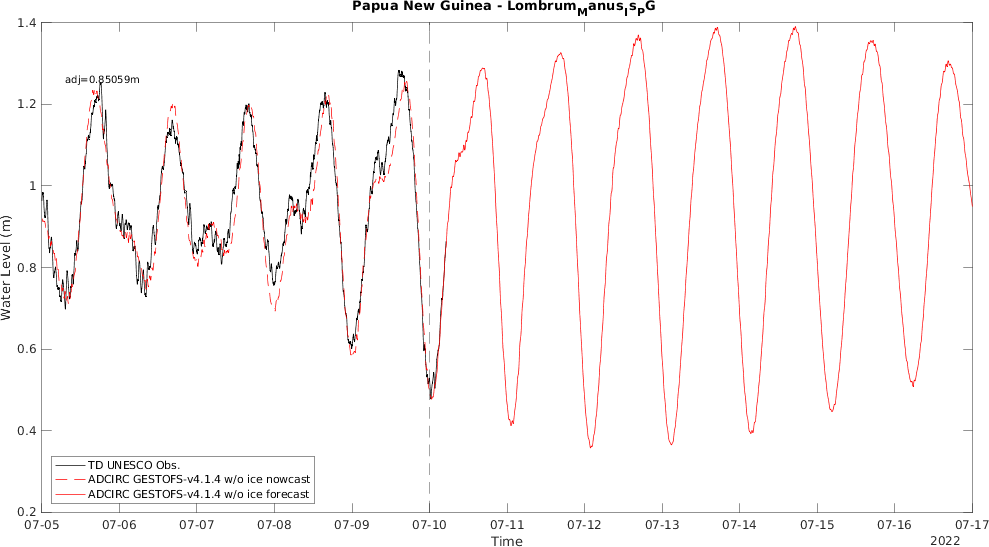 Papua New Guinea - LombrumManusIsPG
adj=0.85059m
1.4
1.2
1
0.8
0.6
0.4
0.2
Water Level (m)
TD UNESCO Obs.
ADCIRC GESTOFS-v4.1.4 w/o ice nowcast
ADCIRC GESTOFS-v4.1.4 w/o ice forecast
07-05 07-06 07-07 07-08 07-09 07-10 07-11 07-12 07-13 07-14 07-15 07-16 07-17
Time
2022